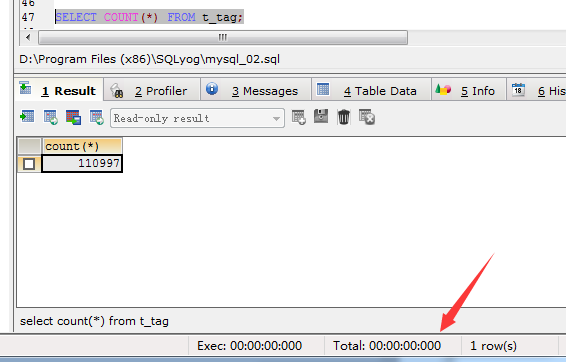 46
47 SELECT COUNT(*) FROM t_tag;
D:\Program Files (x86)\SQLyog\mysql_02.sql
1 Result 2 Profiler 3 Messages 4 Table Data 5 Info 18 6 His
Read-only result
count(*)
110997
select count(*) from t_tag
Exec: 00:00:00:000 Total: 00:00:00:000 1 row(s)